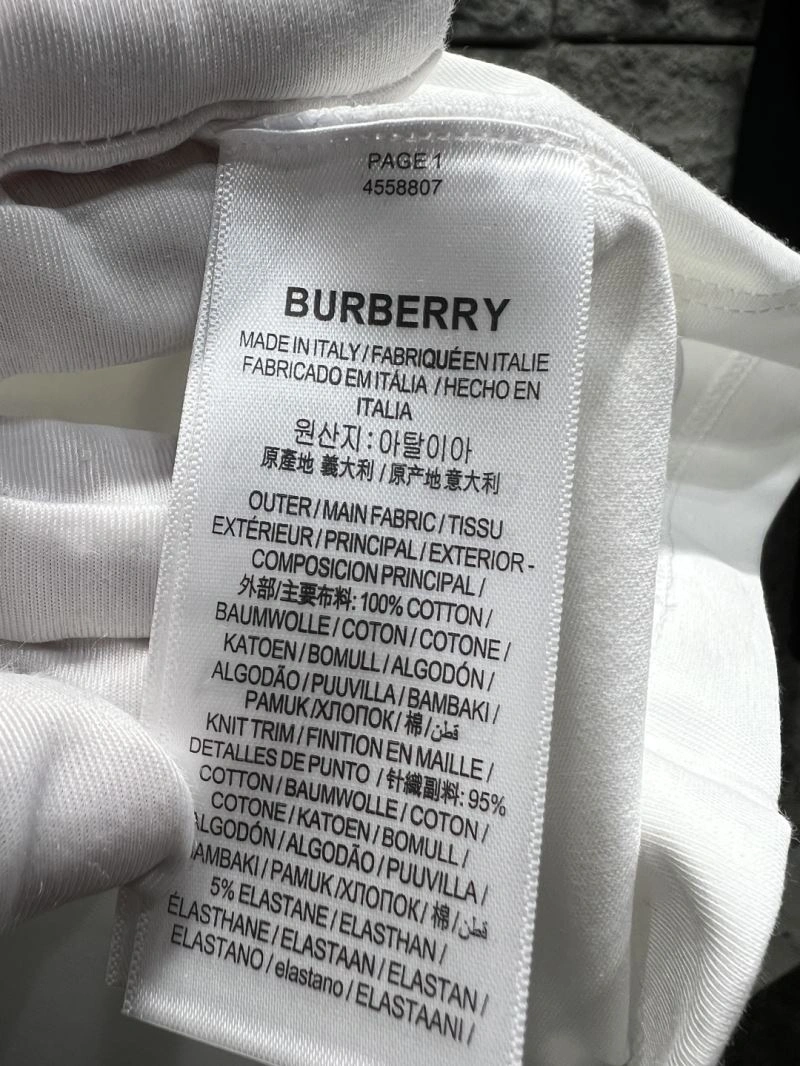 PAGE 1
4558807
BURBERRY
MADE IN ITALY / FABRIQUÉ EN ITALIE
FABRICADO EM ITÁLIA / HECHO EN
ITALIA
원산지 : 아탈이아
原產地 義大利 / 原产地 意大利
OUTER / MAIN FABRIC / TISSU
EXTÉRIEUR / PRINCIPAL / EXTERIOR -
COMPOSICION PRINCIPAL /
外部/主要布料: 100% COTTON /
BAUMWOLLE / COTON / COTONE /
KATOEN / BOMULL / ALGODÓN /
ALGODÃO / PUUVILLA / BAMBAKI /
PAMUK /ХЛОПОК/ 棉/قطن
KNIT TRIM / FINITION EN MAILLE /
DETALLES DE PUNTO / 針織副料: 95%
COTTON / BAUMWOLLE / COTON /
COTONE / KATOEN / BOMULL /
ALGODÓN / ALGODÃO / PUUVILLA /
BAMBAKI / PAMUK /ХЛОПОК/ 棉/قطن
5% ELASTANE / ELASTHAN /
ÉLASTHANE / ELASTAAN / ELASTAN /
ELASTANO / elastano / ELASTAANI /